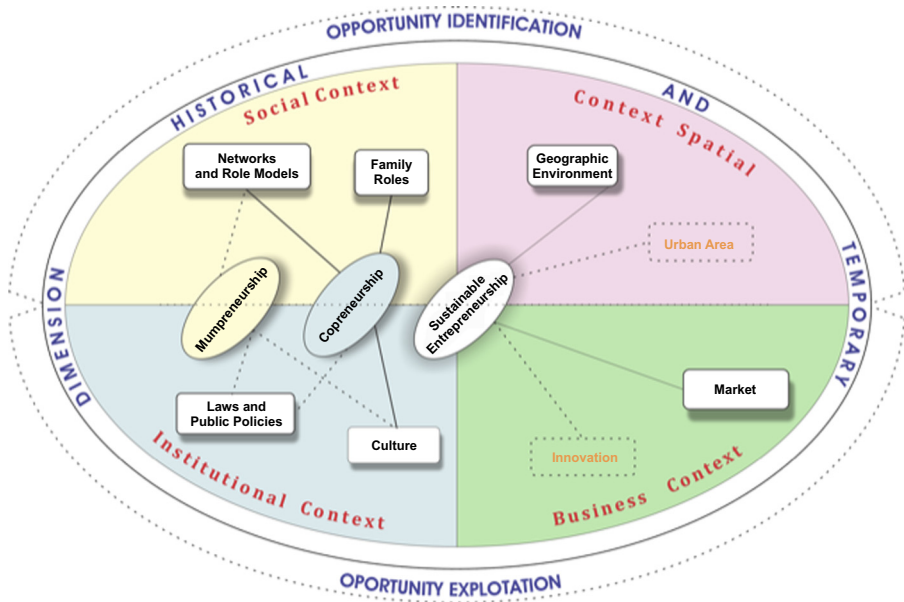 OPPORTUNITY IDENTIFICATION
HISTORICAL
AND
TEMPORARY
DIMENSION
Social Context
Context Spatial
Networks
and Role Models
Family
Roles
Geographic
Environment
Urban Area
Mumpreneurship
Copreneurship
Sustainable
Entrepreneurship
Laws and
Public Policies
Culture
Market
Innovation
Institutional Context
Business Context
OPORTUNITY EXPLOTATION